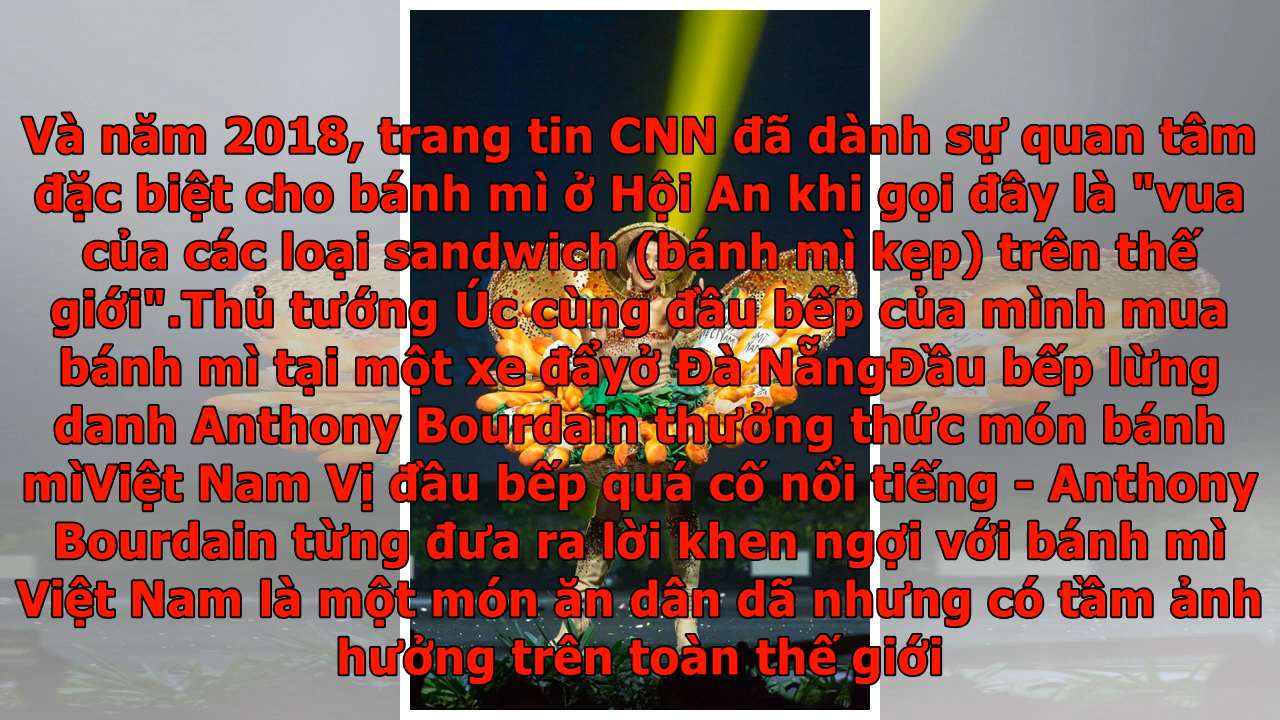 Và năm 2018, trang tin CNN đã dành sự quan tâm
đặc biệt cho bánh mì ở Hội An khi gọi đây là "vua
của các loại sandwich (bánh mì kẹp) trên thế
giới".Thủ tướng Úc cùng đầu bếp của mình mua
bánh mì tại một xe đẩyở Đà NẵngĐầu bếp lừng
danh Anthony Bourdain thưởng thức món bánh
mìViệt Nam Vị đầu bếp quá cố nổi tiếng - Anthony
Bourdain từng đưa ra lời khen ngợi với bánh mì
Việt Nam là một món ăn dân dã nhưng có tầm ảnh
hưởng trên toàn thế giới